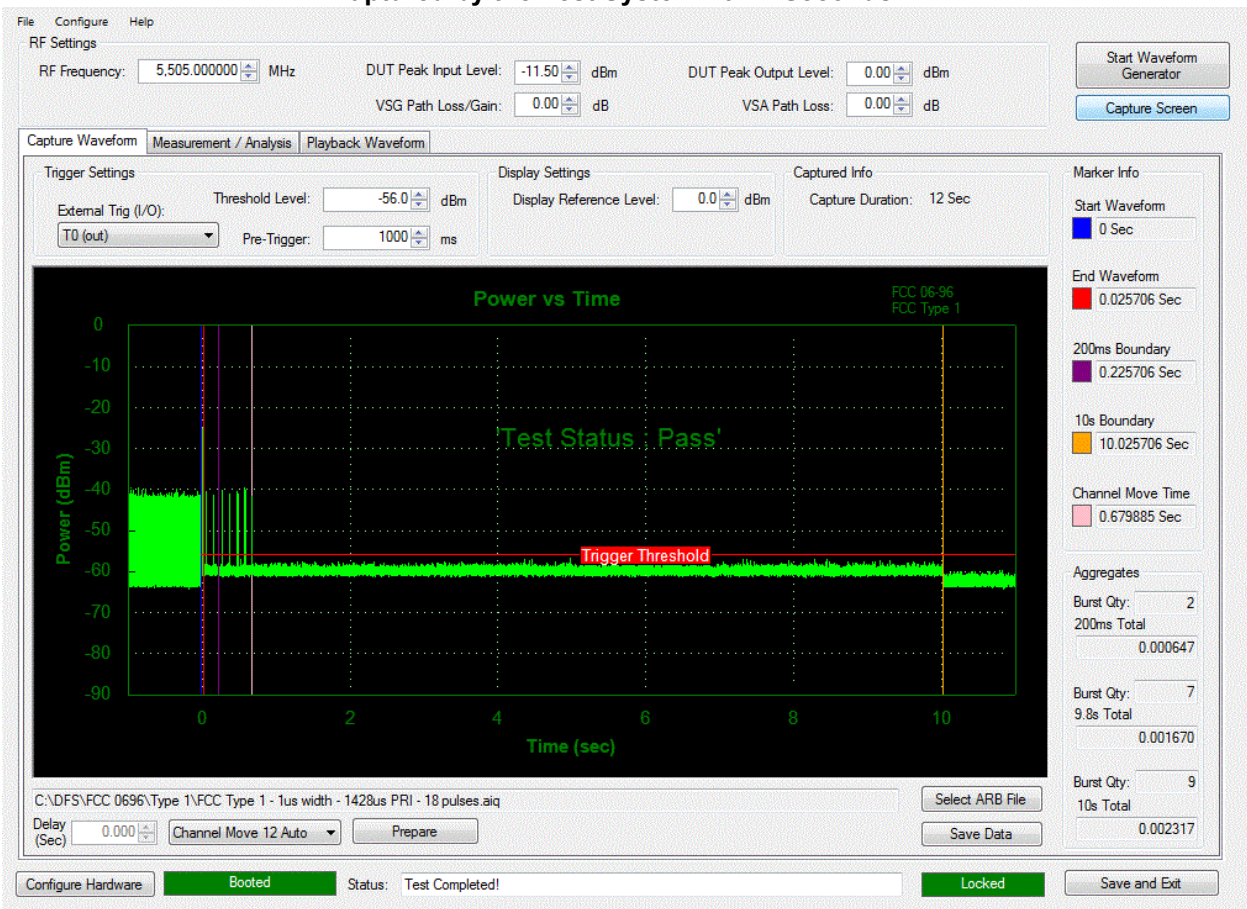 File Configure Help
RF Settings
RF Frequency: 5,505.000000 MHz DUT Peak Input Level: -11.50 dBm DUT Peak Output Level: 0.00 dBm
VSG Path Loss/Gain: 0.00 dB VSA Path Loss: 0.00 dB
Start Waveform
Generator
Capture Screen
Capture Waveform Measurement / Analysis Playback Waveform
Trigger Settings
Threshold Level: -56.0 dBm
External Trig (I/O):
T0 (out)
Pre-Trigger: 1000 ms
Display Settings
Display Reference Level: 0.0 dBm
Captured Info
Capture Duration: 12 Sec
Marker Info
Start Waveform
0 Sec
End Waveform
0.025706 Sec
200ms Boundary
0.225706 Sec
10s Boundary
10.025706 Sec
Channel Move Time
0.679885 Sec
Power vs Time
FCC 06-96
FCC Type 1
0
-10
-20
-30
-40
-50
-60
-70
-80
-90
Power (dBm)
'Test Status : Pass'
Trigger Threshold
0 2 4 6 8 10
Time (sec)
Aggregates
Burst Qty: 2
200ms Total
0.000647
Burst Qty: 7
9.8s Total
0.001670
Burst Qty: 9
10s Total
0.002317
C:\DFS\FCC 0696\Type 1\FCC Type 1 - 1us width - 1428us PRI - 18 pulses.aiq
Select ARB File
Delay
(Sec)
0.000 Channel Move 12 Auto Prepare
Save Data
Configure Hardware Booted Status: Test Completed! Locked Save and Exit